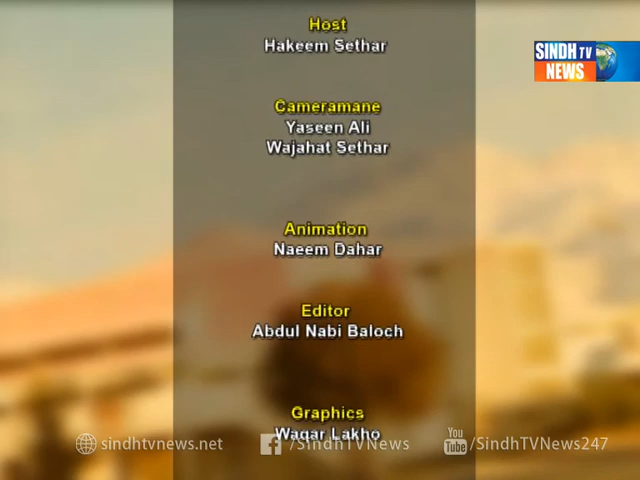 Host
Hakeem Sethar
SINDH TV
NEWS
Cameramane
Yaseen Ali
Wajahat Sethar
Animation
Naeem Dahar
Editor
Abdul Nabi Baloch
Graphics
Waqar Lakho
sindhtvnews.net
/SindhTVNews
You
Tube
/SindhTVNews247